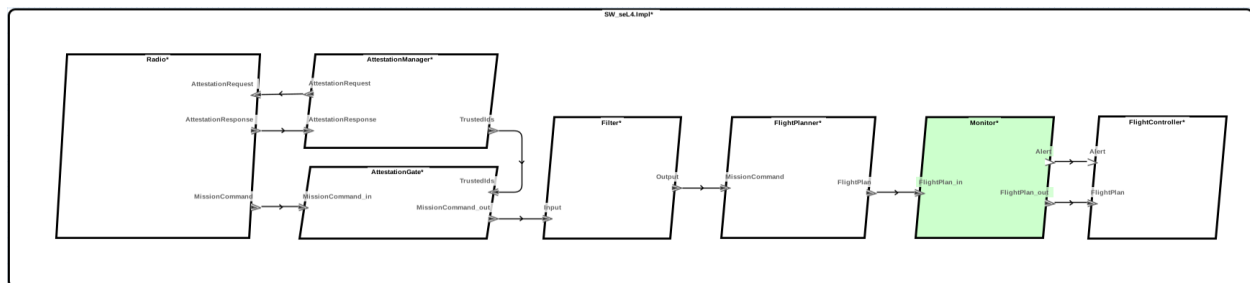 SW_seL4.Impl*
Radio*
AttestationRequest
AttestationResponse
MissionCommand
AttestationManager*
AttestationRequest
AttestationResponse
TrustedIds
AttestationGate*
TrustedIds
MissionCommand_in
MissionCommand_out
Filter*
Input
Output
FlightPlanner*
MissionCommand
FlightPlan
Monitor*
FlightPlan_in
Alert
FlightPlan_out
FlightController*
Alert
FlightPlan